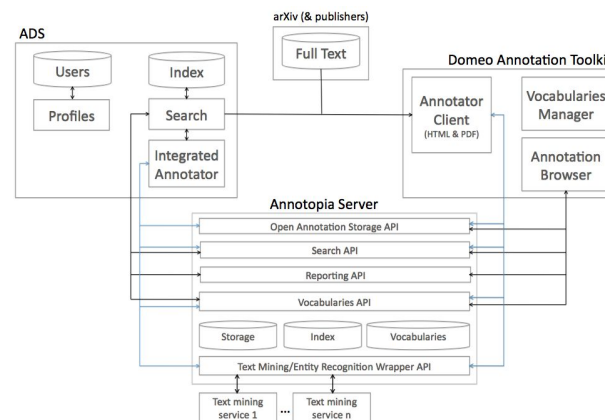 arXiv (& publishers)
ADS
Full Text
Domeo Annotation Toolki
Users
Index
Profiles
Search
Integrated
Annotator
Annotator
Client
(HTML & PDF)
Vocabularies
Manager
Annotation
Browser
Annotopia Server
Open Annotation Storage API
Search API
Reporting API
Vocabularies API
Storage
Index
Vocabularies
Text Mining/Entity Recognition Wrapper API
Text mining
service 1
...
Text mining
service n